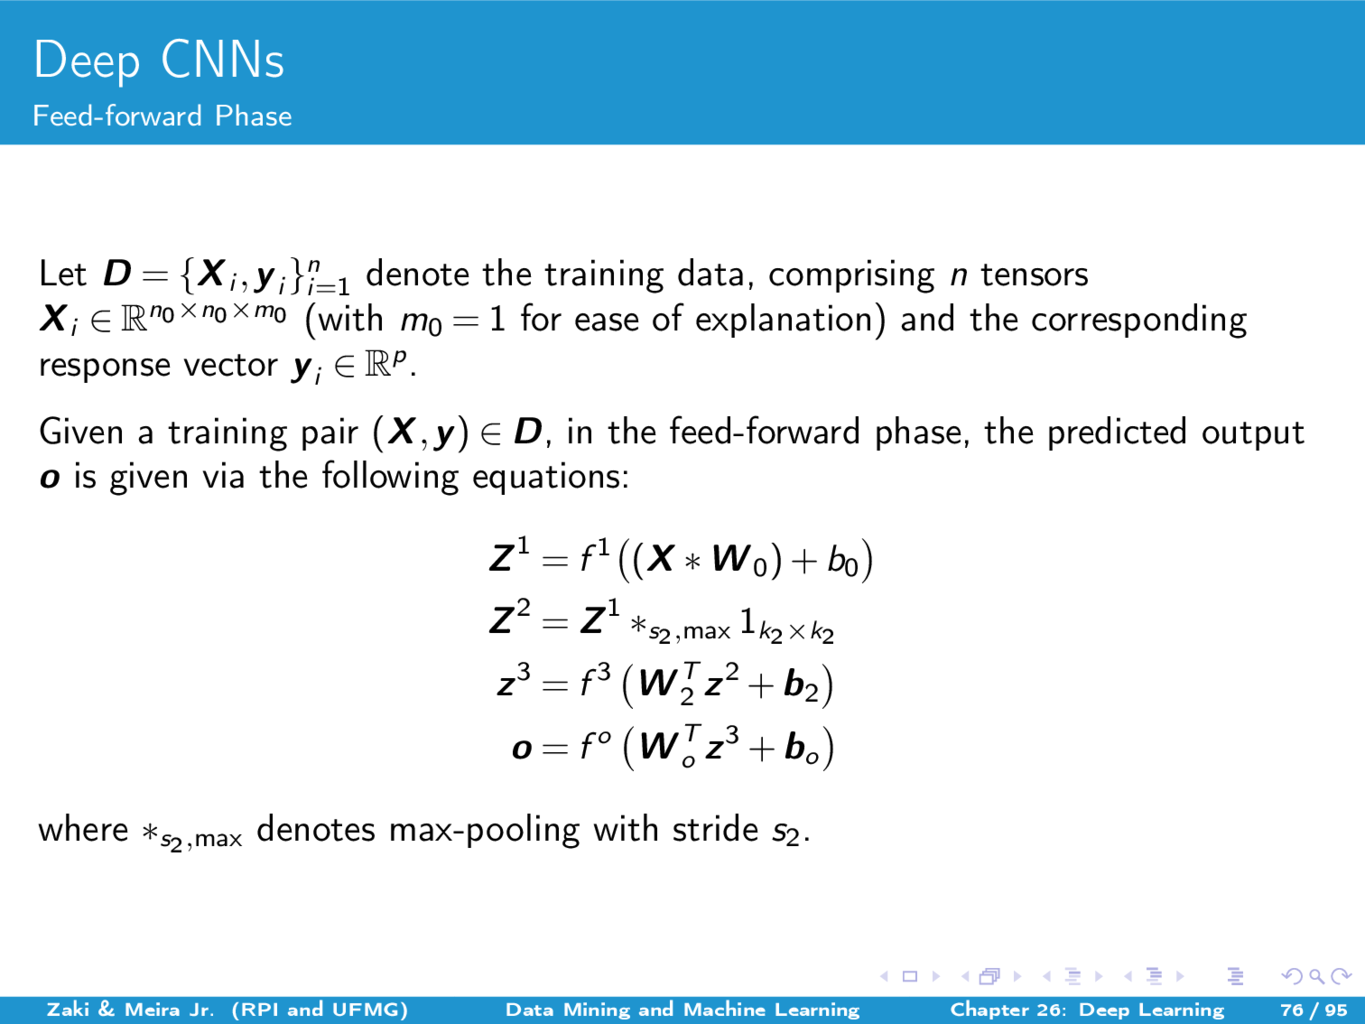 Deep CNNs
Feed-forward Phase
Let D = {X_i, y_i}_{i=1}^n denote the training data, comprising n tensors
X_i ∈ ℝ^{n_0×n_0×m_0} (with m_0 = 1 for ease of explanation) and the corresponding
response vector y_i ∈ ℝ^p.
Given a training pair (X, y) ∈ D, in the feed-forward phase, the predicted output
o is given via the following equations:
Z^1 = f^1((X ∗ W_0) + b_0)
Z^2 = Z^1 ∗_{s_2,max} 1_{k_2×k_2}
z^3 = f^3(W_2^T z^2 + b_2)
o = f^o(W_o^T z^3 + b_o)
where ∗_{s_2,max} denotes max-pooling with stride s_2.
Zaki & Meira Jr. (RPI and UFMG) Data Mining and Machine Learning Chapter 26: Deep Learning 76 / 95